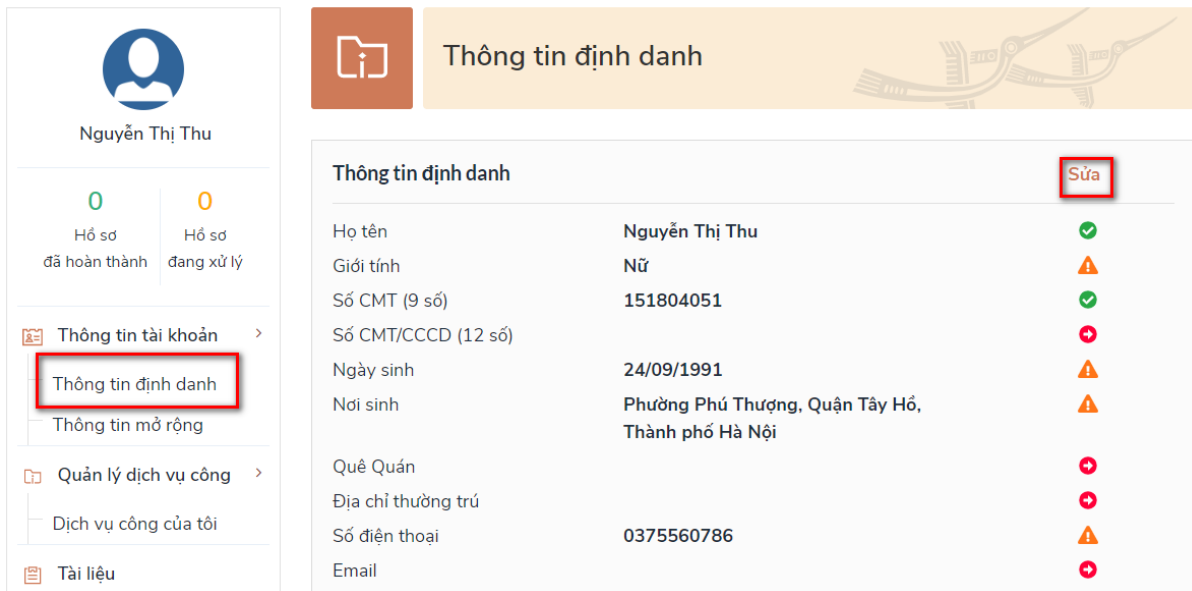 Nguyễn Thị Thu
0 0
Hồ sơ Hồ sơ
đã hoàn thành đang xử lý
Thông tin tài khoản
Thông tin định danh
Thông tin mở rộng
Quản lý dịch vụ công
Dịch vụ công của tôi
Tài liệu
Thông tin định danh
Thông tin định danh Sửa
Họ tên Nguyễn Thị Thu
Giới tính Nữ
Số CMT (9 số) 151804051
Số CMT/CCCD (12 số)
Ngày sinh 24/09/1991
Nơi sinh Phường Phú Thượng, Quận Tây Hồ,
Thành phố Hà Nội
Quê Quán
Địa chỉ thường trú
Số điện thoại 0375560786
Email